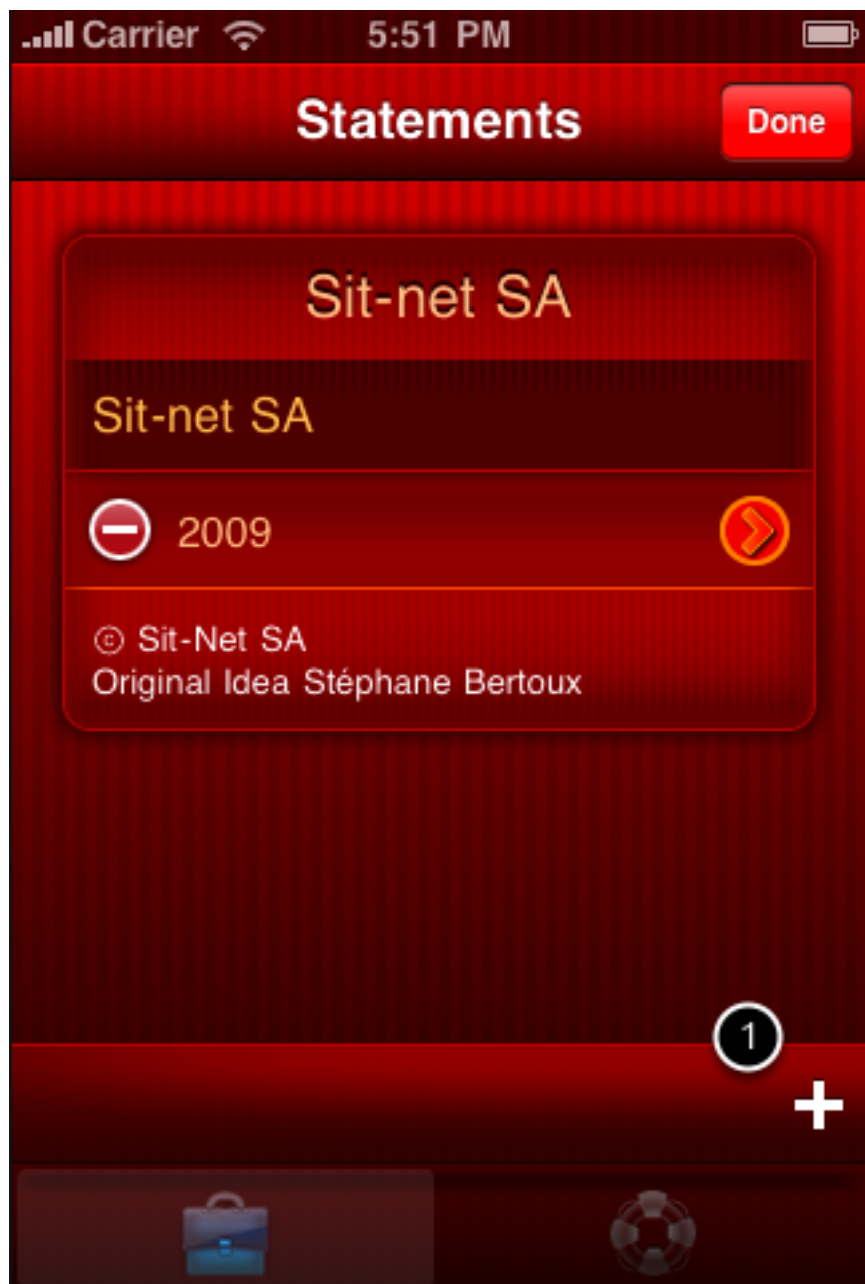 Carrier 5:51 PM
Statements Done
Sit-net SA
Sit-net SA
2009
© Sit-Net SA
Original Idea Stéphane Bertoux
1